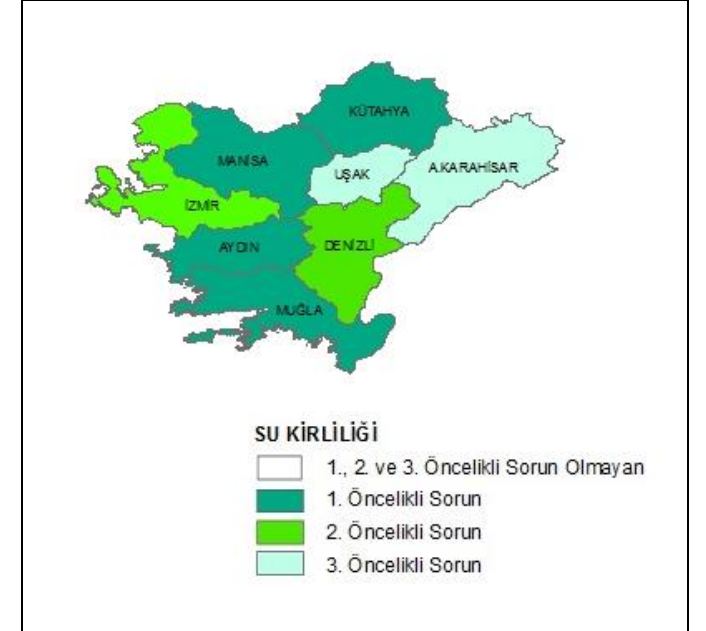 KÜTAHYA
MANİSA
UŞAK
A.KARAHİSAR
İZMİR
AYDIN
DENİZLİ
MUĞLA
SU KİRLİLİĞİ
1., 2. ve 3. Öncelikli Sorun Olmayan
1. Öncelikli Sorun
2. Öncelikli Sorun
3. Öncelikli Sorun